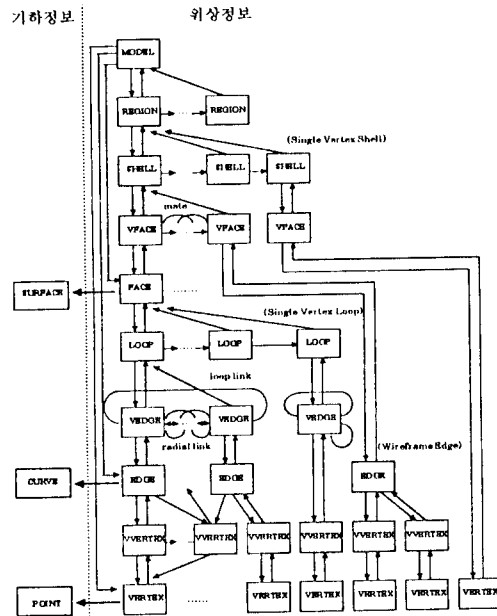 기하정보 위상정보
MODEL
REGION REGION
(Single Vertex Shell)
SHELL SHELL SHELL
mate
VFACE VFACE VFACE
SURFACE FACE
(Single Vertex Loop)
LOOP LOOP LOOP
loop link
VEDGE VEDGE VEDGE
radial link
(Wireframe Edge)
CURVE EDGE EDGE EDGE
VVERTEX VVERTEX VVERTEX VVERTEX VVERTEX VVERTEX
POINT VERTEX VERTEX VERTEX VERTEX VERTEX VERTEX